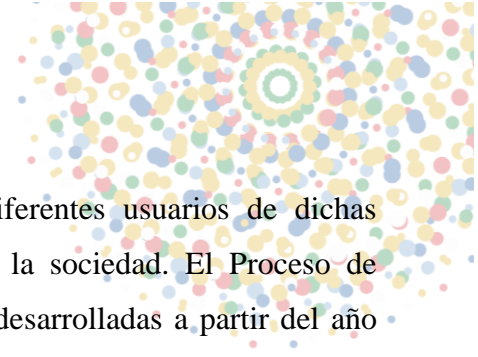 iferentes usuarios de dichas
la sociedad. El Proceso de
desarrolladas a partir del año